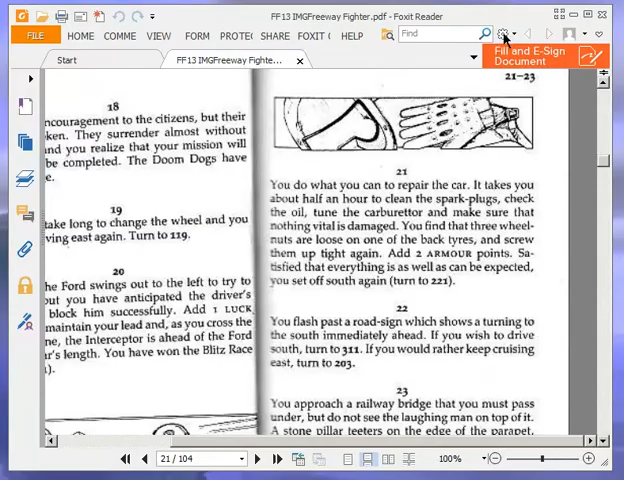 FF13 IMGFreeway Fighter.pdf - Foxit Reader
FILE HOME COMME VIEW FORM PROTE SHARE FOXIT C HELP Find
Fill and E-Sign
Document
Start FF13 IMGFreeway Fighte...
18
ncouragement to the citizens, but their
ken. They surrender almost without
nd you realize that your mission will
be completed. The Doom Dogs have
e.
19
take long to change the wheel and you
ving east again. Turn to 119.
20
he Ford swings out to the left to try to
out you have anticipated the driver's
block him successfully. Add 1 LUCK
maintain your lead and, as you cross the
ne, the Interceptor is ahead of the Ford
ar's length. You have won the Blitz Race
).
21-23
21
You do what you can to repair the car. It takes you
about half an hour to clean the spark-plugs, check
the oil, tune the carburettor and make sure that
nothing vital is damaged. You find that three wheel-
nuts are loose on one of the back tyres, and screw
them up tight again. Add 2 ARMOUR points. Sa-
tisfied that everything is as well as can be expected,
you set off south again (turn to 221).
22
You flash past a road-sign which shows a turning to
the south immediately ahead. If you wish to drive
south, turn to 311. If you would rather keep cruising
east, turn to 203.
23
You approach a railway bridge that you must pass
under, but do not see the laughing man on top of it.
A stone pillar teeters on the edge of the parapet.
21 / 104 100%